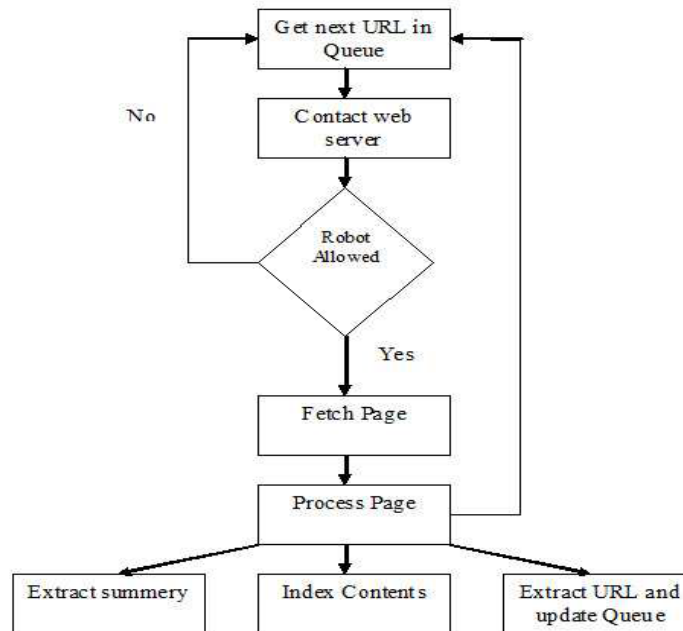 Get next URL in
Queue
No
Contact web
server
Robot
Allowed
Yes
Fetch Page
Process Page
Extract summery
Index Contents
Extract URL and
update Queue